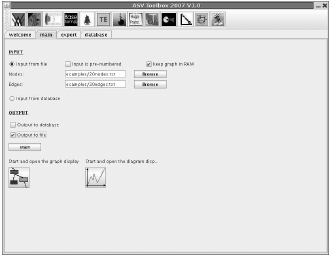 ASV Toolbox 2007 V1.0
TE
welcome main expert database
INPUT
Input from file Input is pre-numbered Keep graph in RAM
Nodes: examples/20nodes.txt Browse
Edges: examples/20edges.txt Browse
Input from database
OUTPUT
Output to database
Output to file
start
Start and open the graph display Start and open the diagram disp...